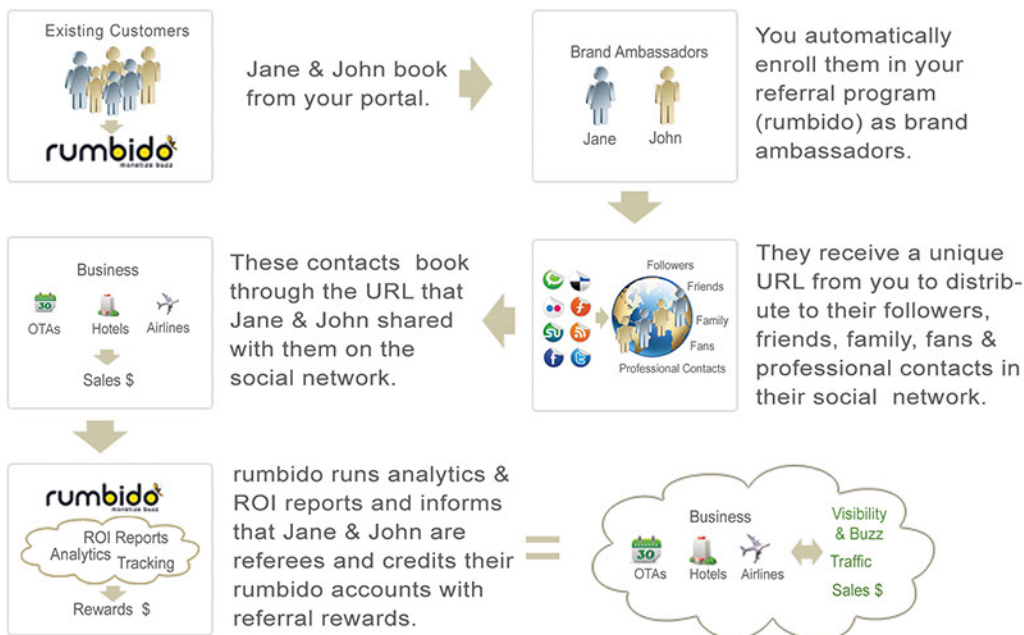 Existing Customers
rumbido
monetize buzz
Jane & John book
from your portal.
Brand Ambassadors
Jane
John
You automatically
enroll them in your
referral program
(rumbido) as brand
ambassadors.
They receive a unique
URL from you to distrib-
ute to their followers,
friends, family, fans &
professional contacts in
their social network.
Followers
Friends
Family
Fans
Professional Contacts
These contacts book
through the URL that
Jane & John shared
with them on the
social network.
Business
30
OTAs
Hotels
Airlines
Sales $
rumbido
monetize buzz
ROI Reports
Analytics
Tracking
Rewards $
rumbido runs analytics &
ROI reports and informs
that Jane & John are
referees and credits their
rumbido accounts with
referral rewards.
=
Business
30
OTAs
Hotels
Airlines
Visibility
& Buzz
Traffic
Sales $